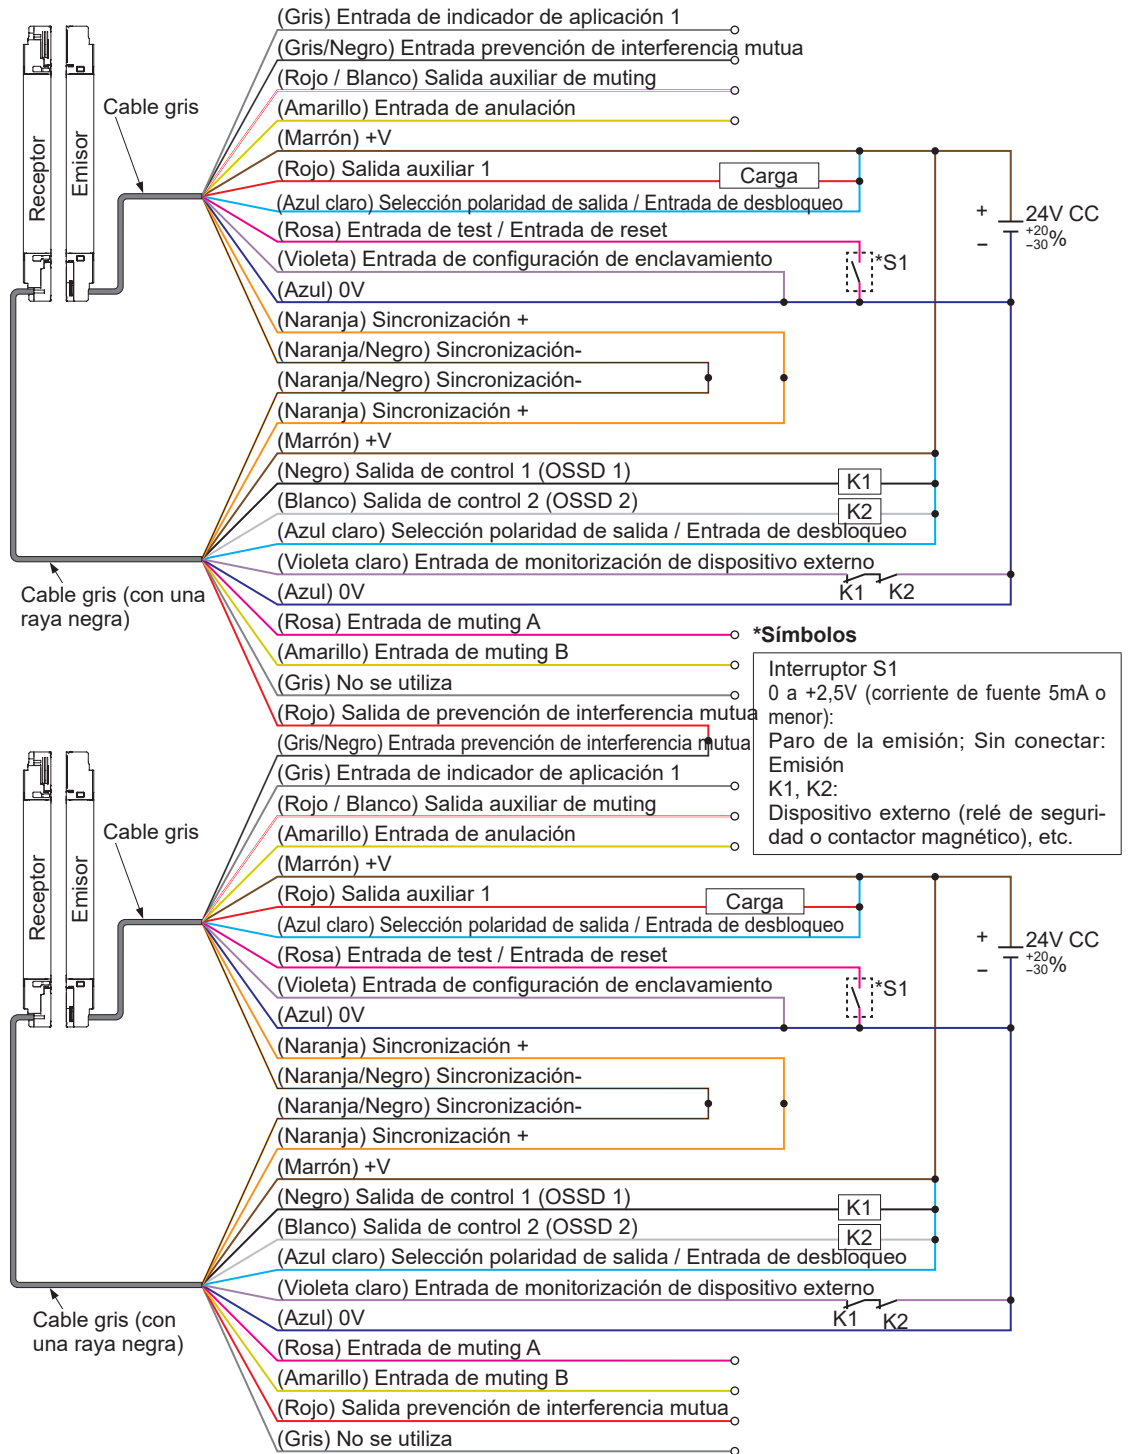 (Gris) Entrada de indicador de aplicación 1
(Gris/Negro) Entrada prevención de interferencia mutua
(Rojo / Blanco) Salida auxiliar de muting
Cable gris
(Amarillo) Entrada de anulación
(Marrón) +V
Receptor
Emisor
(Rojo) Salida auxiliar 1
Carga
(Azul claro) Selección polaridad de salida / Entrada de desbloqueo
+
24V CC
+20
–30 %
–
(Rosa) Entrada de test / Entrada de reset
*S1
(Violeta) Entrada de configuración de enclavamiento
(Azul) 0V
(Naranja) Sincronización +
(Naranja/Negro) Sincronización-
(Naranja/Negro) Sincronización-
(Naranja) Sincronización +
(Marrón) +V
(Negro) Salida de control 1 (OSSD 1)
K1
(Blanco) Salida de control 2 (OSSD 2)
K2
(Azul claro) Selección polaridad de salida / Entrada de desbloqueo
(Violeta claro) Entrada de monitorización de dispositivo externo
K1 K2
Cable gris (con una
raya negra)
(Azul) 0V
(Rosa) Entrada de muting A
(Amarillo) Entrada de muting B
(Gris) No se utiliza
(Rojo) Salida de prevención de interferencia mutua
*Símbolos
Interruptor S1
0 a +2,5V (corriente de fuente 5mA o
menor):
Paro de la emisión; Sin conectar:
Emisión
K1, K2:
Dispositivo externo (relé de seguri-
dad o contactor magnético), etc.
(Gris/Negro) Entrada prevención de interferencia mutua
(Gris) Entrada de indicador de aplicación 1
(Rojo / Blanco) Salida auxiliar de muting
Cable gris
(Amarillo) Entrada de anulación
(Marrón) +V
Receptor
Emisor
(Rojo) Salida auxiliar 1
Carga
(Azul claro) Selección polaridad de salida / Entrada de desbloqueo
+
24V CC
+20
–30 %
–
(Rosa) Entrada de test / Entrada de reset
*S1
(Violeta) Entrada de configuración de enclavamiento
(Azul) 0V
(Naranja) Sincronización +
(Naranja/Negro) Sincronización-
(Naranja/Negro) Sincronización-
(Naranja) Sincronización +
(Marrón) +V
(Negro) Salida de control 1 (OSSD 1)
K1
(Blanco) Salida de control 2 (OSSD 2)
K2
(Azul claro) Selección polaridad de salida / Entrada de desbloqueo
(Violeta claro) Entrada de monitorización de dispositivo externo
K1 K2
Cable gris (con
una raya negra)
(Azul) 0V
(Rosa) Entrada de muting A
(Amarillo) Entrada de muting B
(Rojo) Salida prevención de interferencia mutua
(Gris) No se utiliza